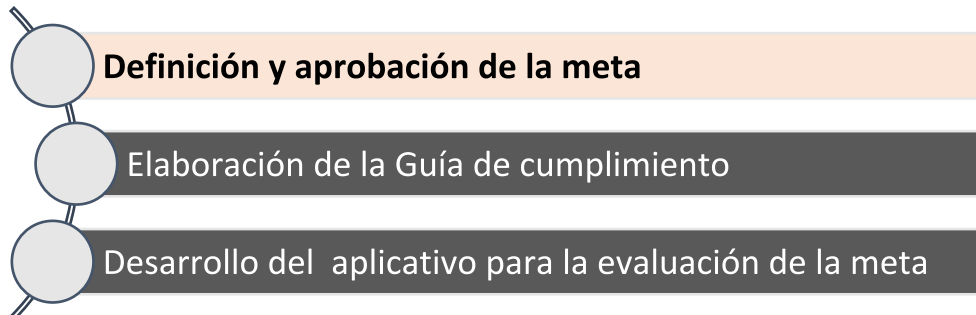 Definición y aprobación de la meta
Elaboración de la Guía de cumplimiento
Desarrollo del  aplicativo para la evaluación de la meta